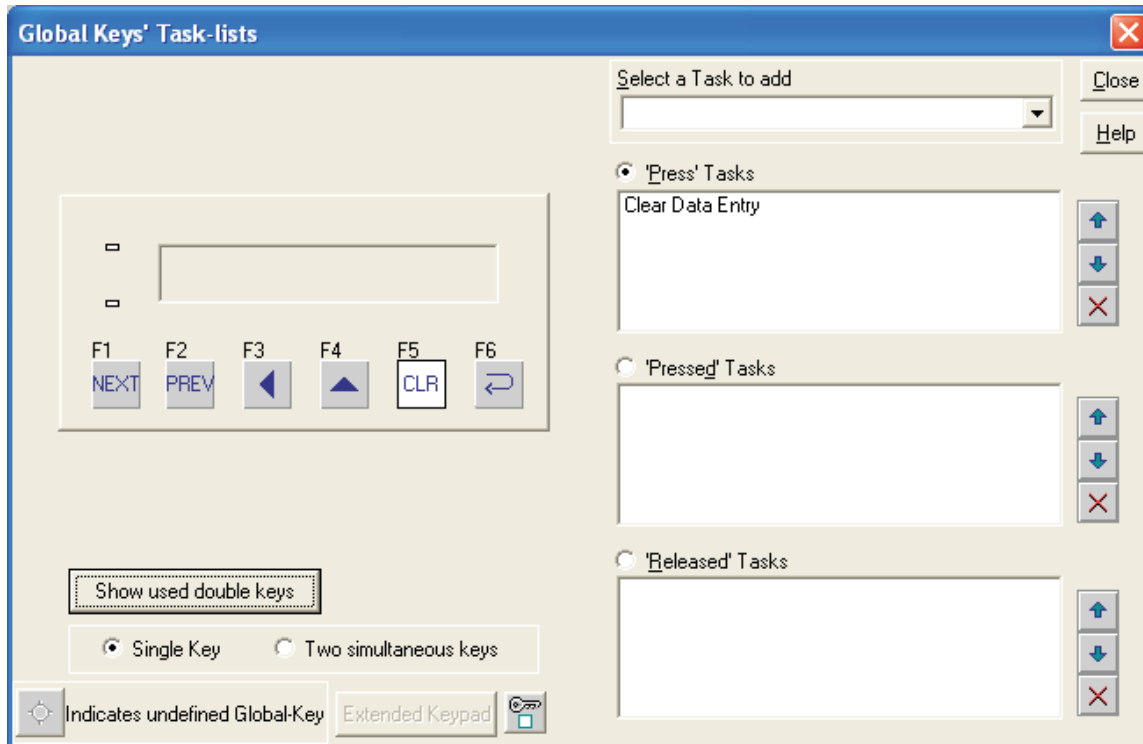 Global Keys' Task-lists
Select a Task to add
Close
Help
'Press' Tasks
Clear Data Entry
F1 F2 F3 F4 F5 F6
NEXT PREV CLR
'Pressed' Tasks
'Released' Tasks
Show used double keys
Single Key Two simultaneous keys
Indicates undefined Global-Key Extended Keypad